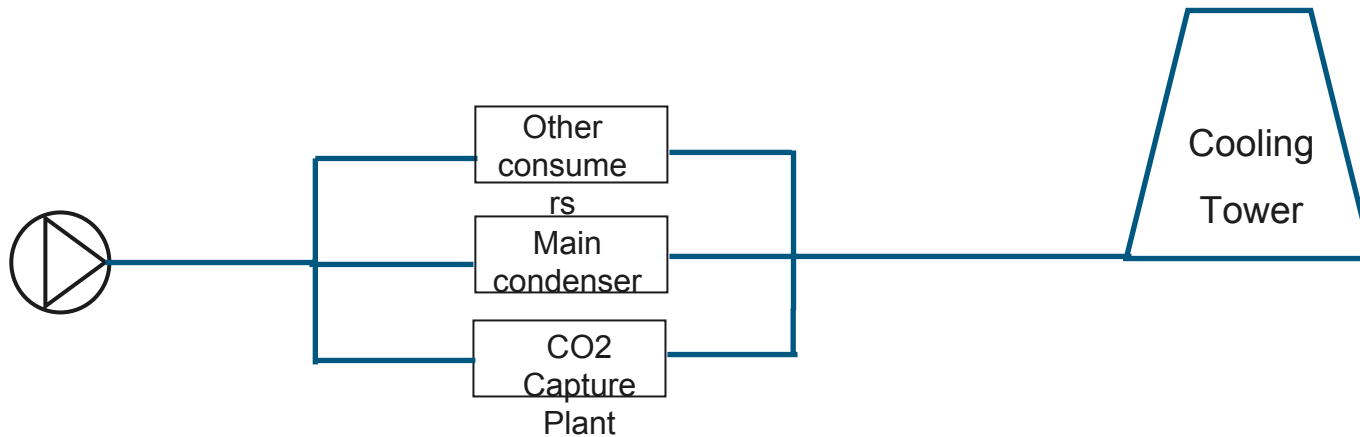 Other
consume
rs
Main
condenser
CO2
Capture
Plant
Cooling
Tower